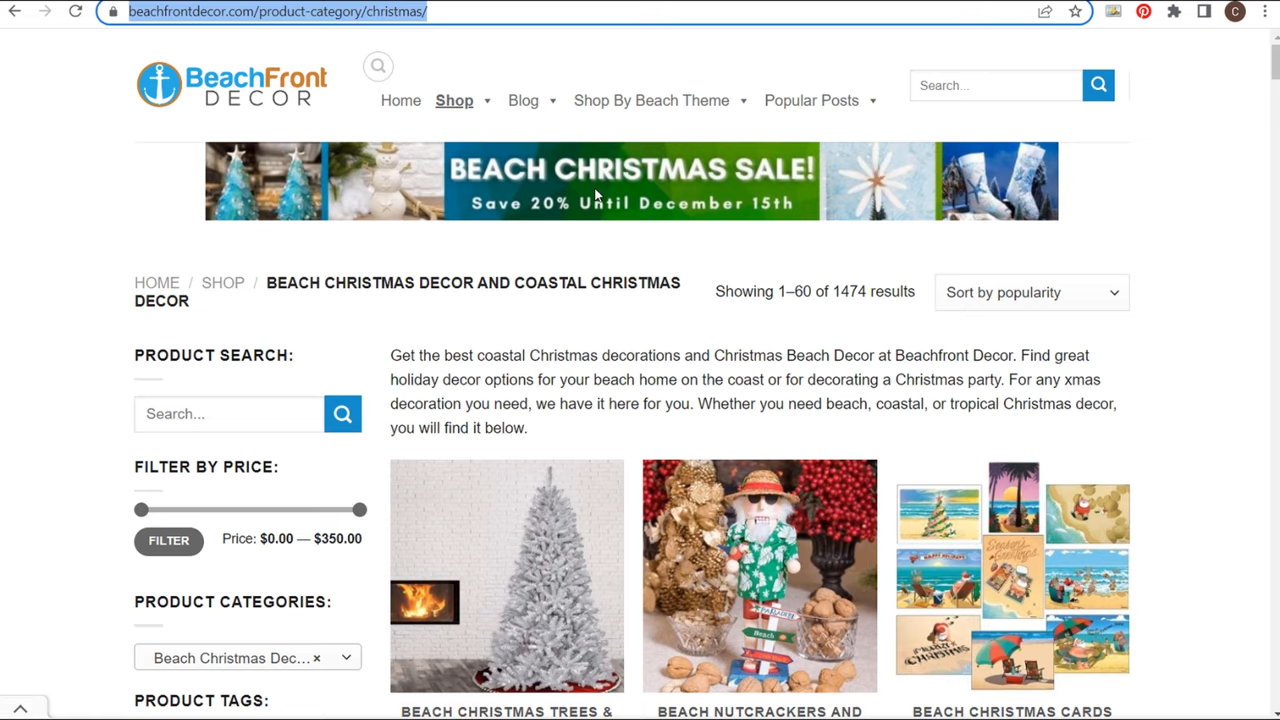 beachfrontdecor.com/product-category/christmas/
C
BeachFront
DECOR
Home Shop Blog Shop By Beach Theme Popular Posts
Search...
BEACH CHRISTMAS SALE!
Save 20% Until December 15th
HOME / SHOP / BEACH CHRISTMAS DECOR AND COASTAL CHRISTMAS
DECOR
Showing 1–60 of 1474 results
Sort by popularity
PRODUCT SEARCH:
Search...
FILTER BY PRICE:
FILTER
Price: $0.00 — $350.00
PRODUCT CATEGORIES:
Beach Christmas Dec... ×
PRODUCT TAGS:
Get the best coastal Christmas decorations and Christmas Beach Decor at Beachfront Decor. Find great
holiday decor options for your beach home on the coast or for decorating a Christmas party. For any xmas
decoration you need, we have it here for you. Whether you need beach, coastal, or tropical Christmas decor,
you will find it below.
Beach
Season's
Greetings
BEACH CHRISTMAS TREES &
BEACH NUTCRACKERS AND
BEACH CHRISTMAS CARDS